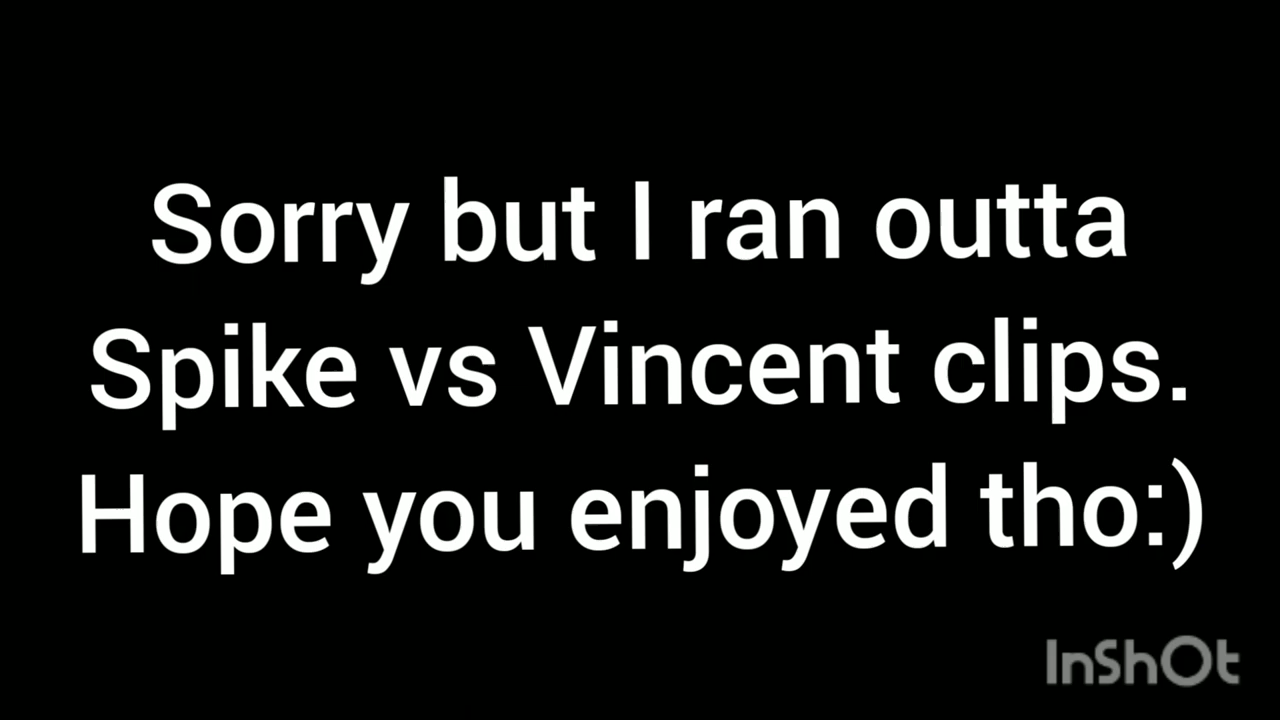 Sorry but I ran outta
Spike vs Vincent clips.
Hope you enjoyed tho:)
InShOt